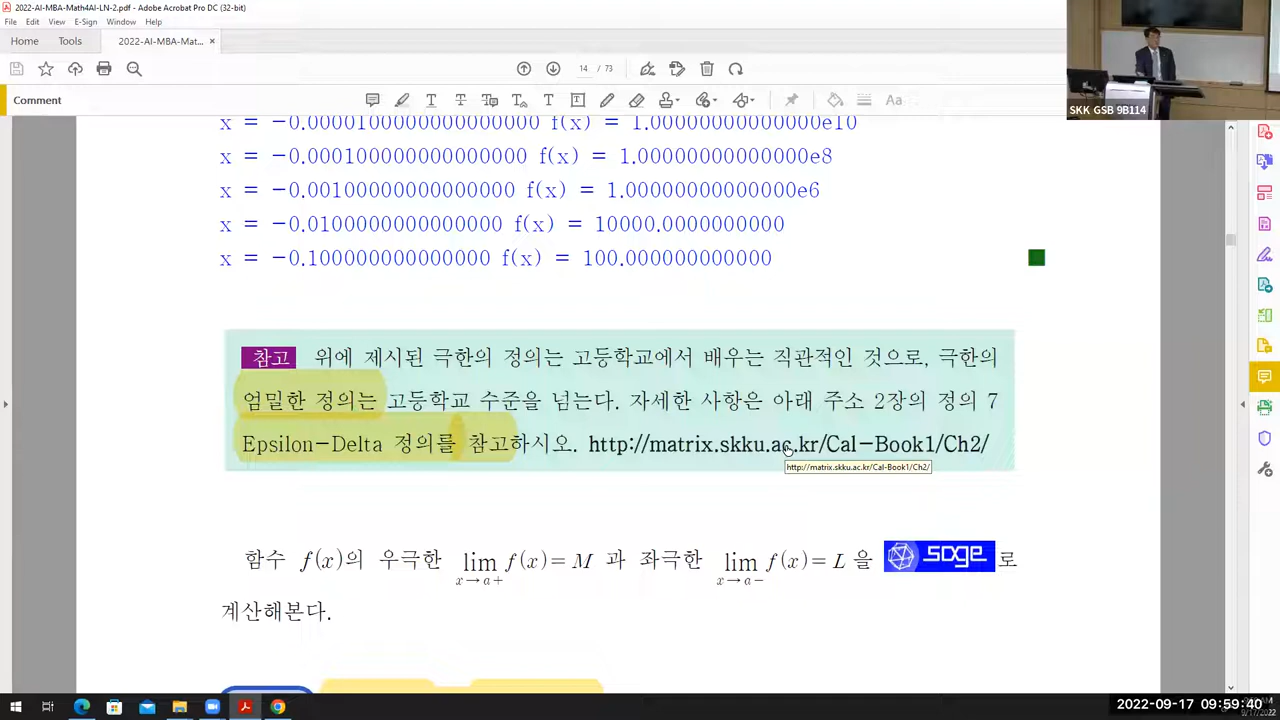 2022-AI-MBA-Math4AI-LN-2.pdf - Adobe Acrobat Pro DC (32-bit)
File Edit View E-Sign Window Help
Home Tools 2022-AI-MBA-Mat... ×
14 / 73
Comment
Aa
SKK GSB 9B114
x = -0.0000100000000000000 f(x) = 1.00000000000000e10
x = -0.000100000000000000 f(x) = 1.00000000000000e8
x = -0.00100000000000000 f(x) = 1.00000000000000e6
x = -0.0100000000000000 f(x) = 10000.0000000000
x = -0.100000000000000 f(x) = 100.000000000000
참고 위에 제시된 극한의 정의는 고등학교에서 배우는 직관적인 것으로, 극한의
엄밀한 정의는 고등학교 수준을 넘는다. 자세한 사항은 아래 주소 2장의 정의 7
Epsilon-Delta 정의를 참고하시오. http://matrix.skku.ac.kr/Cal-Book1/Ch2/
http://matrix.skku.ac.kr/Cal-Book1/Ch2/
함수 f(x)의 우극한 lim x→a+ f(x)=M 과 좌극한 lim x→a- f(x)=L 을 sage 로
계산해본다.
2022-09-17 09:59:40